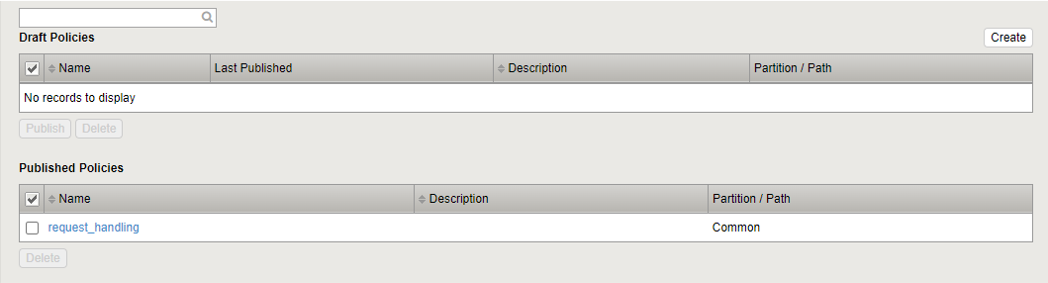 Draft Policies
Create
Name Last Published Description Partition / Path
No records to display
Publish Delete
Published Policies
Name Description Partition / Path
request_handling Common
Delete